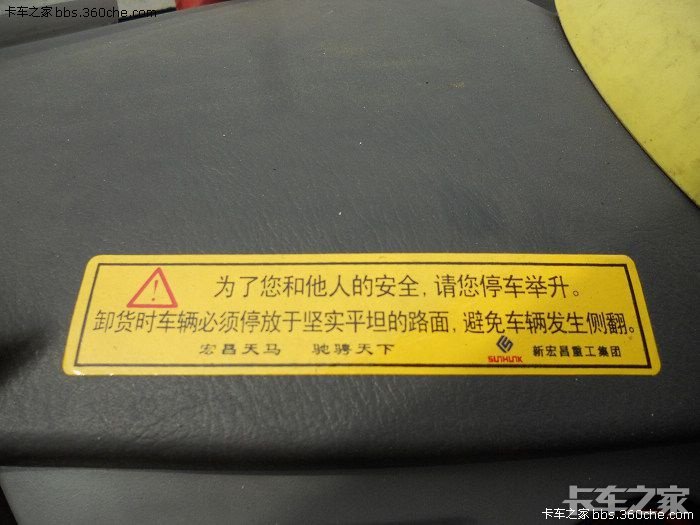 卡车之家 bbs.360che.com
为了您和他人的安全,请您停车举升。
卸货时车辆必须停放于坚实平坦的路面,避免车辆发生侧翻。
宏昌天马 驰骋天下 SUNHUNK 新宏昌重工集团
卡车之家
卡车之家 bbs.360che.com